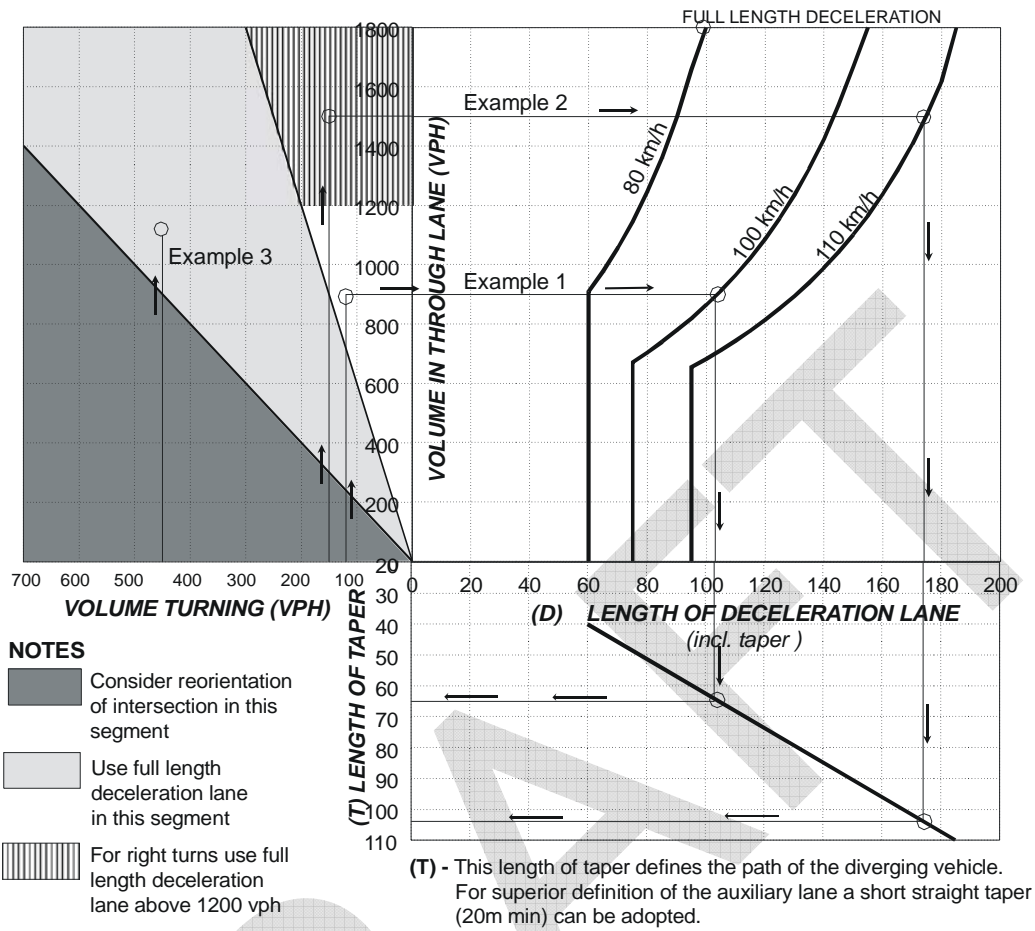 FULL LENGTH DECELERATION
1800
1600
1400
1200
1000
800
600
400
200
20
VOLUME IN THROUGH LANE (VPH)
Example 2
Example 1
Example 3
80 km/h
100 km/h
110 km/h
700 600 500 400 300 200 100 0 20 40 60 80 100 120 140 160 180 200
VOLUME TURNING (VPH)
(D) LENGTH OF DECELERATION LANE
(incl. taper )
30
40
50
60
70
80
90
100
110
(T) LENGTH OF TAPER
NOTES
Consider reorientation
of intersection in this
segment
Use full length
deceleration lane
in this segment
For right turns use full
length deceleration
lane above 1200 vph
(T) - This length of taper defines the path of the diverging vehicle.
For superior definition of the auxiliary lane a short straight taper
(20m min) can be adopted.